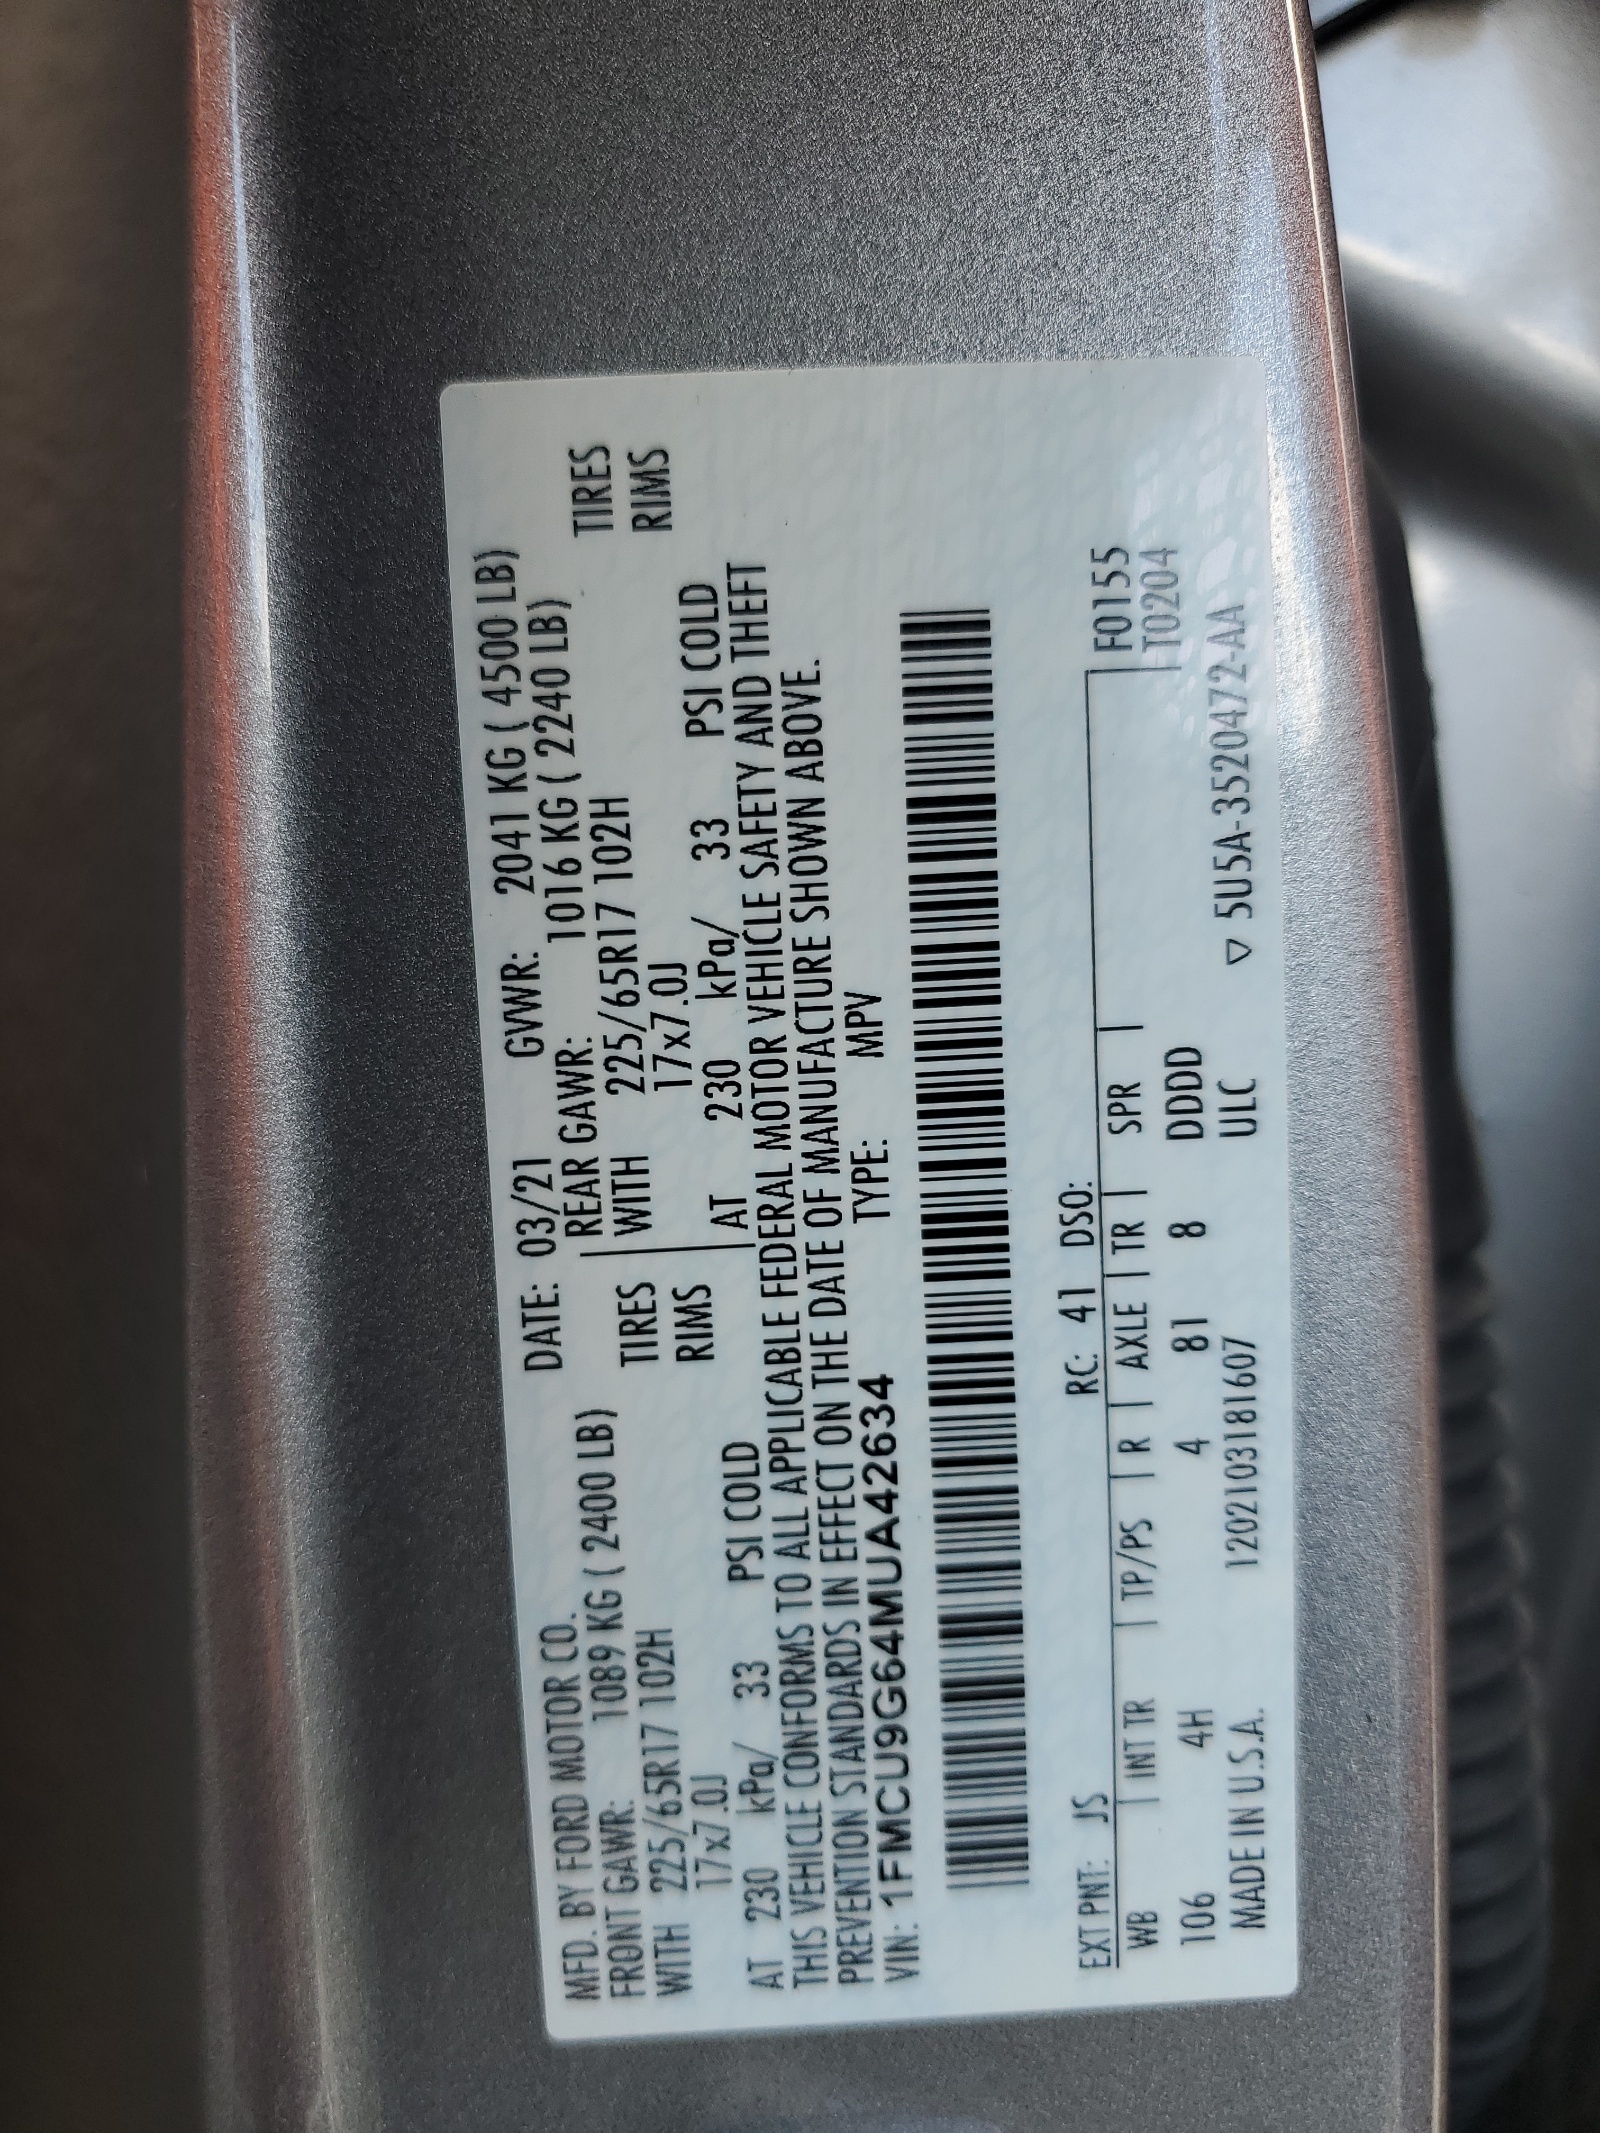 MFD. BY FORD MOTOR CO. DATE: 03/21 GVWR: 2041 KG ( 4500 LB)
FRONT GAWR: 1089 KG ( 2400 LB) REAR GAWR: 1016 KG ( 2240 LB)
WITH 225/65R17 102H TIRES WITH 225/65R17 102H TIRES
17x7.0J RIMS 17x7.0J RIMS
AT 230 kPa/ 33 PSI COLD AT 230 kPa/ 33 PSI COLD
THIS VEHICLE CONFORMS TO ALL APPLICABLE FEDERAL MOTOR VEHICLE SAFETY AND THEFT
PREVENTION STANDARDS IN EFFECT ON THE DATE OF MANUFACTURE SHOWN ABOVE.
VIN: 1FMCU9G64MUA42634 TYPE: MPV
EXT PNT: JS RC: 41 DSO: F0155
WB | INT TR | TP/PS | R | AXLE | TR | SPR | T0204
106 4H 4 81 8 DDDD
MADE IN U.S.A. 1202103181607 ULC ▽ 5U5A-3520472-AA